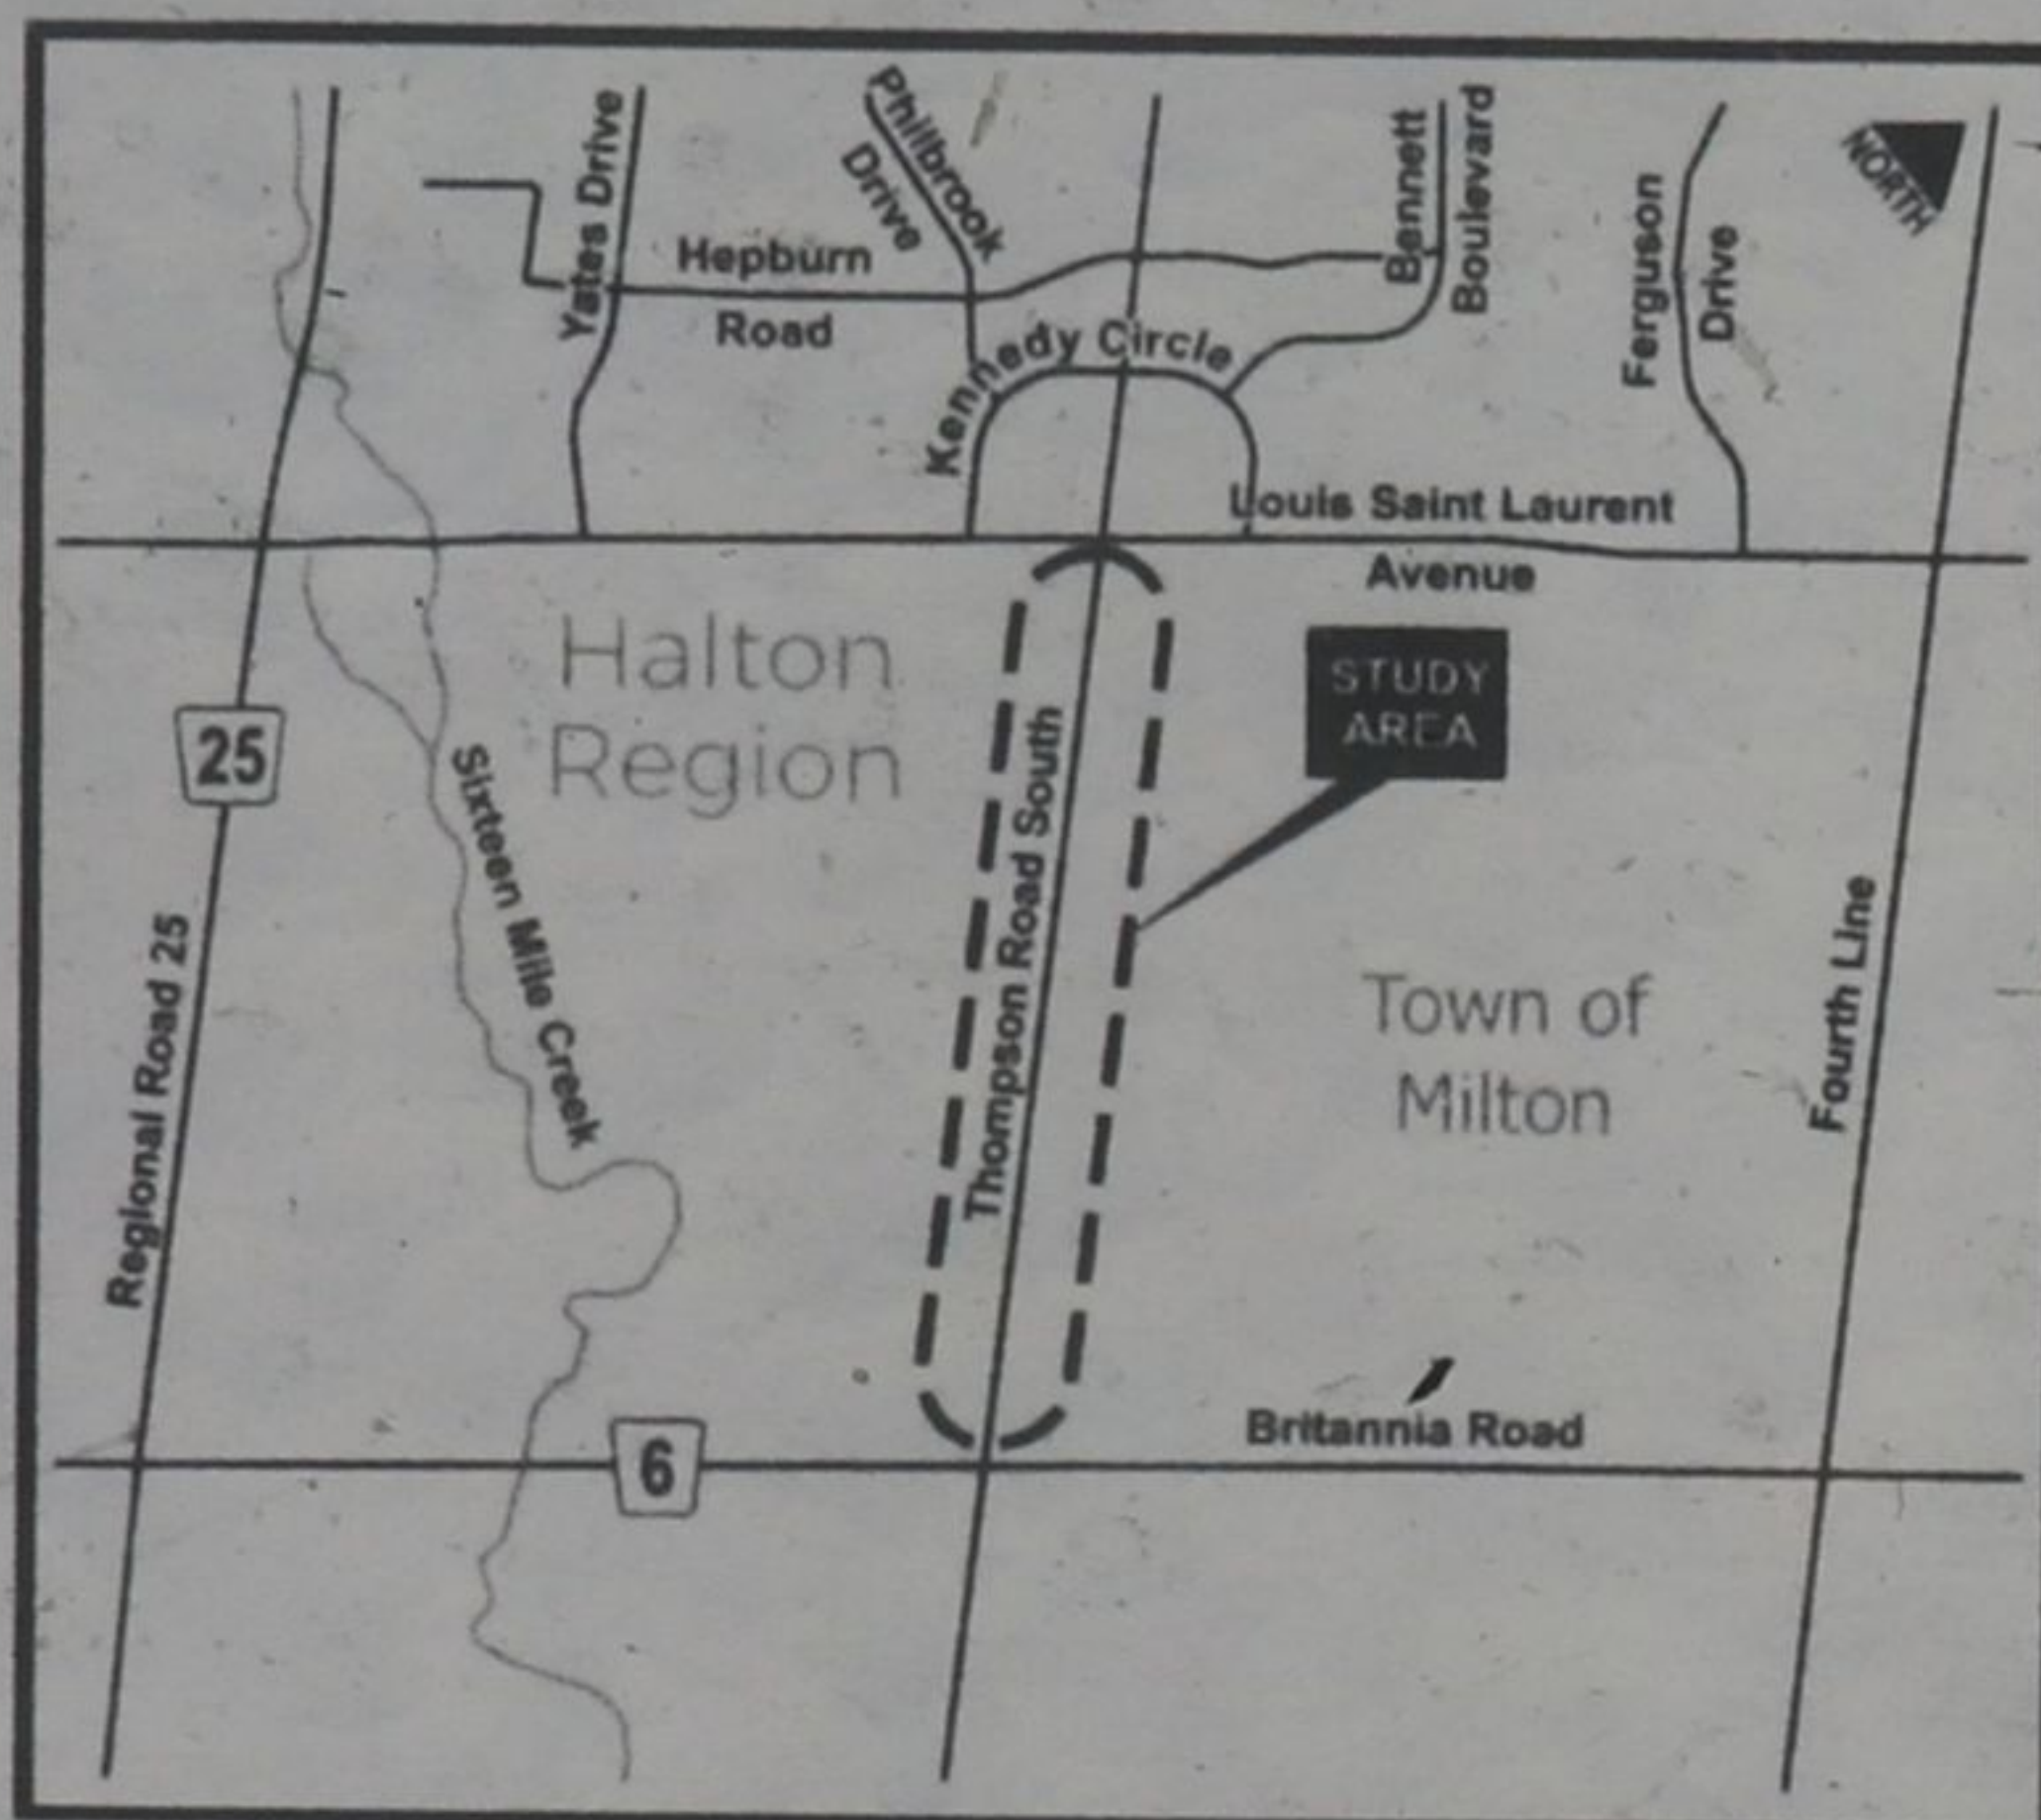 Philbrook
Drive
Yates Drive
Bennett
Boulevard
NORTH
Hepburn
Road
Ferguson
Drive
Kennedy Circle
Louis Saint Laurent
Avenue
Halton
Region
STUDY
AREA
25
Sixteen Mile Creek
Thompson Road South
Regional Road 25
Town of
Milton
Fourth Line
Britannia Road
6